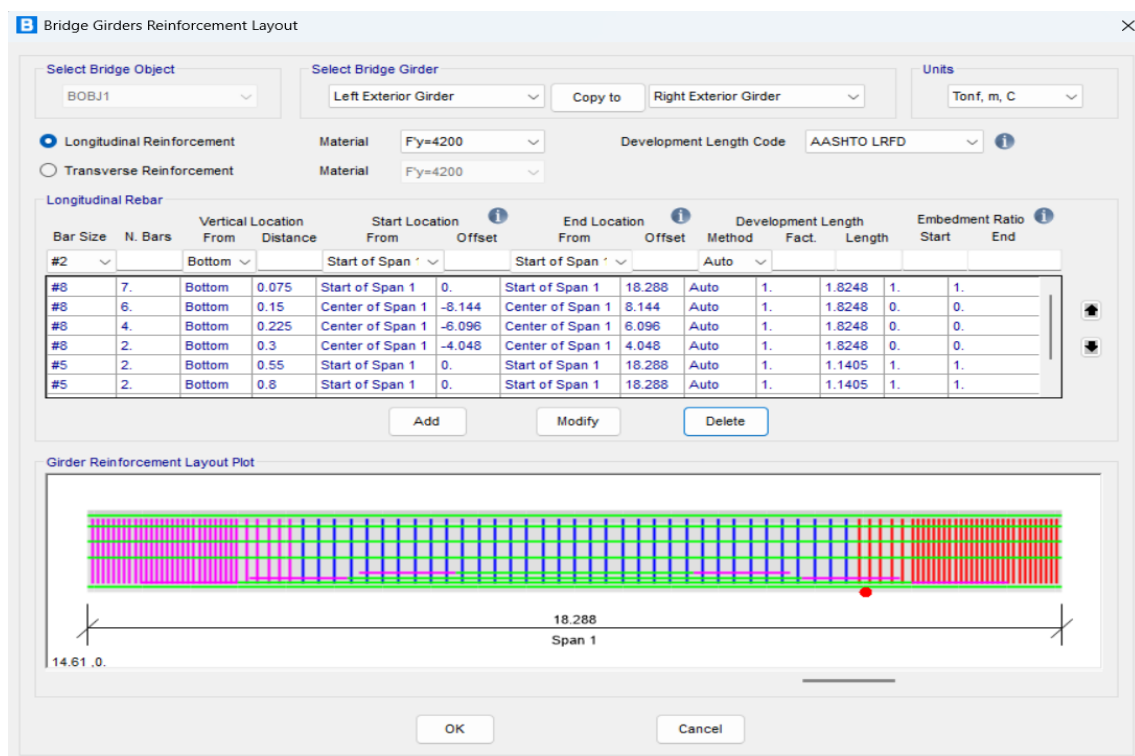 B Bridge Girders Reinforcement Layout
Select Bridge Object Select Bridge Girder Units
BOBJ1 Left Exterior Girder Copy to Right Exterior Girder Tonf, m, C
Longitudinal Reinforcement Material F'y=4200 Development Length Code AASHTO LRFD i
Transverse Reinforcement Material F'y=4200
Longitudinal Rebar
Vertical Location Start Location i End Location i Development Length Embedment Ratio i
Bar Size N. Bars From Distance From Offset From Offset Method Fact. Length Start End
#2 Bottom Start of Span Start of Span Auto
#8 7. Bottom 0.075 Start of Span 1 0. Start of Span 1 18.288 Auto 1. 1.8248 1. 1.
#8 6. Bottom 0.15 Center of Span 1 -8.144 Center of Span 1 8.144 Auto 1. 1.8248 0. 0.
#8 4. Bottom 0.225 Center of Span 1 -6.096 Center of Span 1 6.096 Auto 1. 1.8248 0. 0.
#8 2. Bottom 0.3 Center of Span 1 -4.048 Center of Span 1 4.048 Auto 1. 1.8248 0. 0.
#5 2. Bottom 0.55 Start of Span 1 0. Start of Span 1 18.288 Auto 1. 1.1405 1. 1.
#5 2. Bottom 0.8 Start of Span 1 0. Start of Span 1 18.288 Auto 1. 1.1405 1. 1.
Add Modify Delete
Girder Reinforcement Layout Plot
18.288
Span 1
14.61 ,0.
OK Cancel